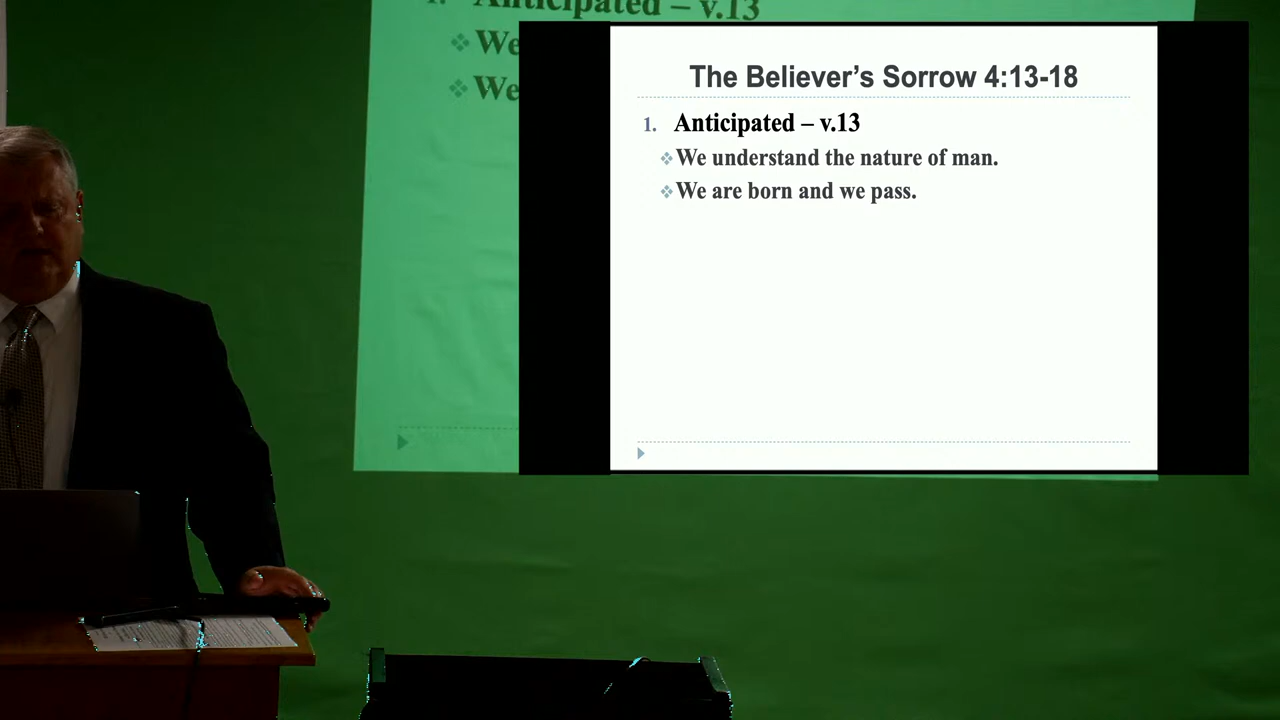 Anticipated – v.13
We
We
The Believer’s Sorrow 4:13-18
1. Anticipated – v.13
❖We understand the nature of man.
❖We are born and we pass.